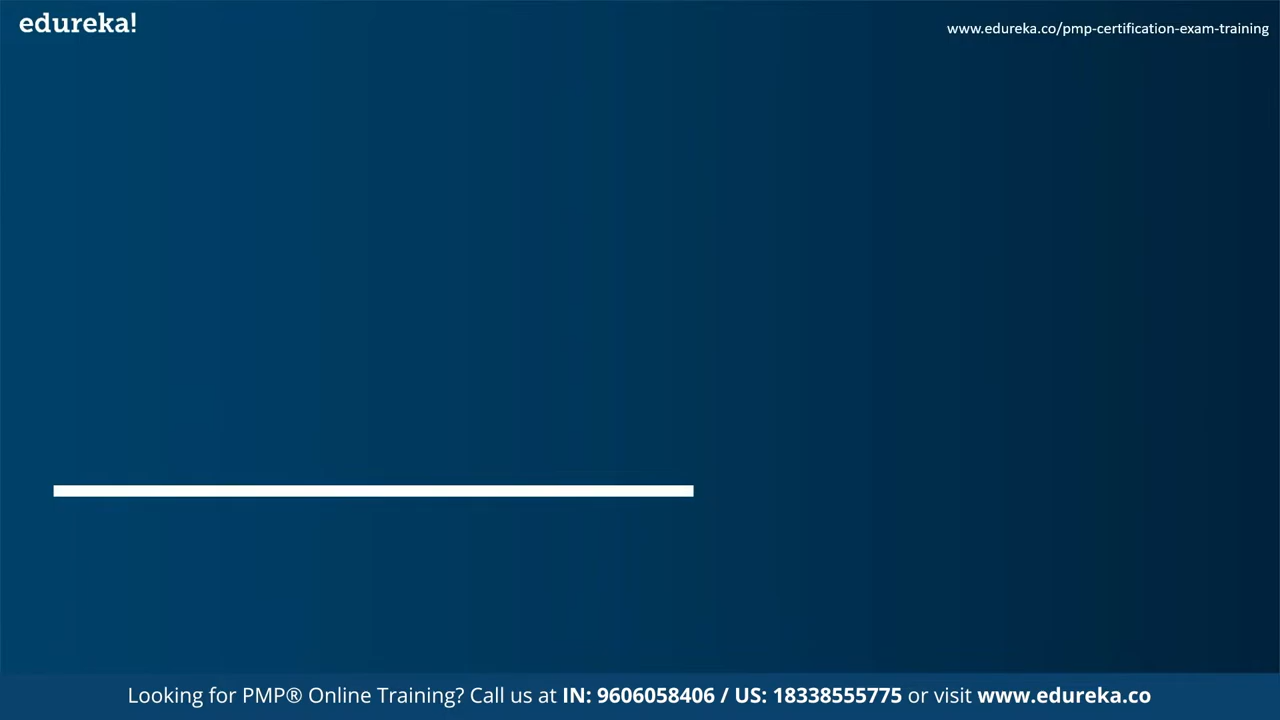 edureka!
www.edureka.co/pmp-certification-exam-training
Looking for PMP® Online Training? Call us at IN: 9606058406 / US: 18338555775 or visit www.edureka.co